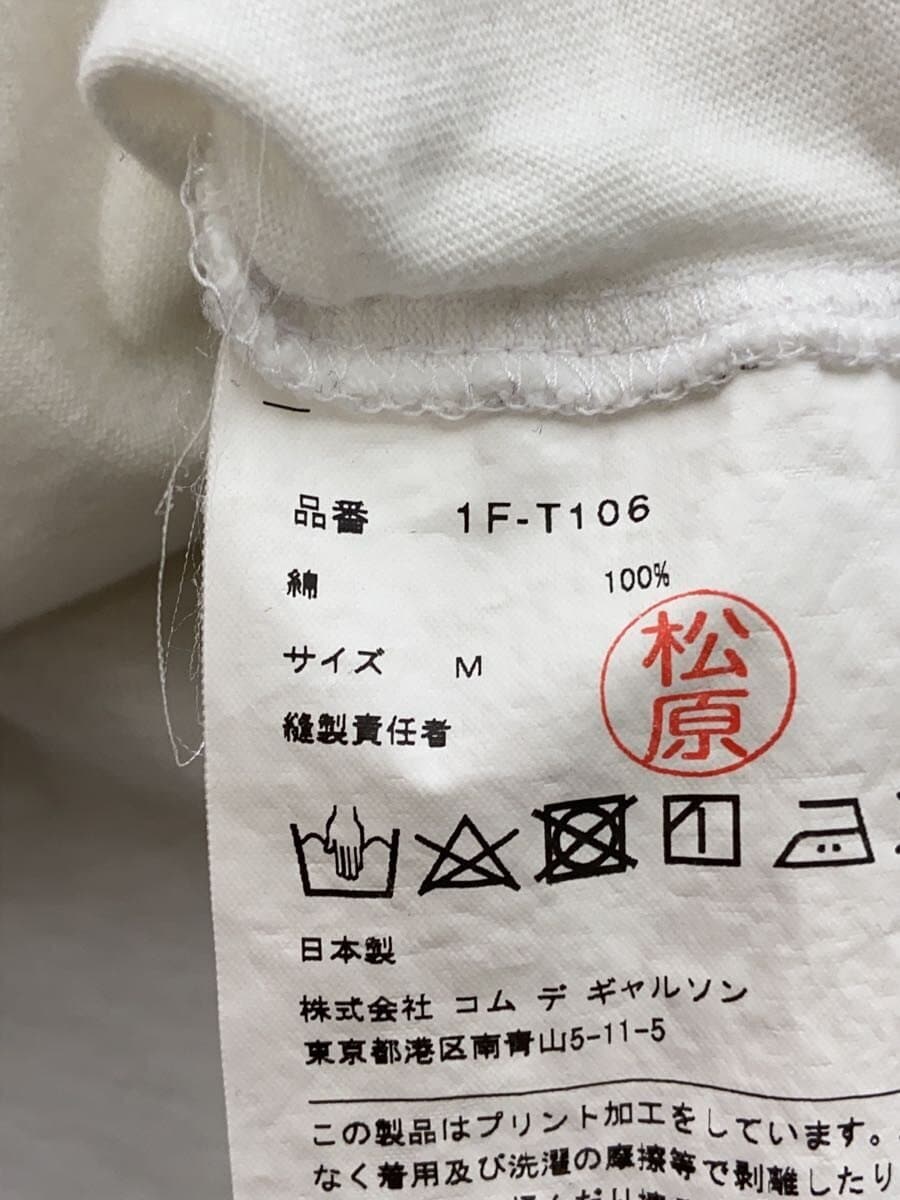 品番 1F-T106
綿 100%
サイズ M
縫製責任者
松原
日本製
株式会社 コム デ ギャルソン
東京都港区南青山5-11-5
この製品はプリント加工をしています。
なく着用及び洗濯の摩擦等で剥離したり